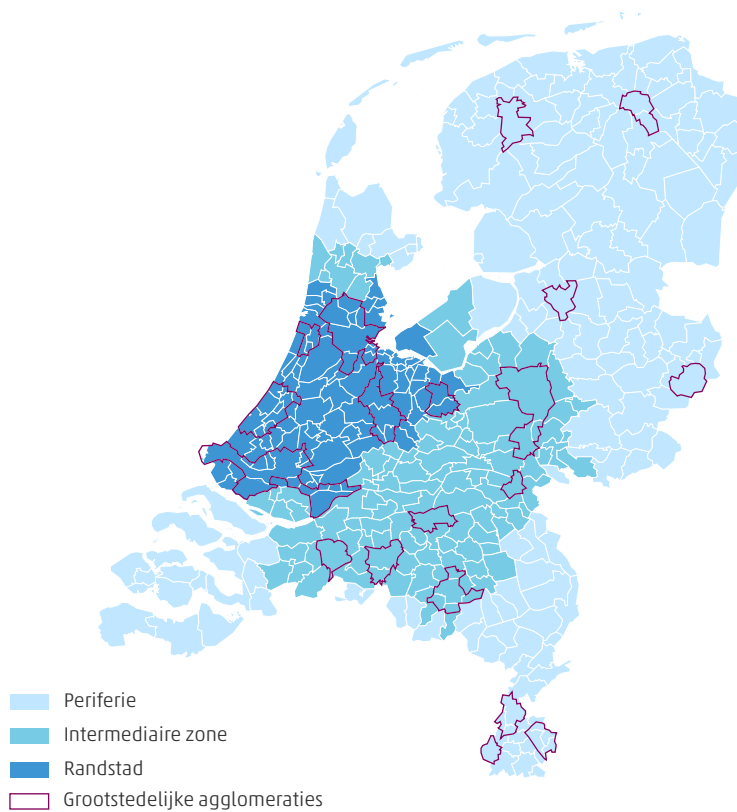 Periferie
Intermediaire zone
Randstad
Grootstedelijke agglomeraties